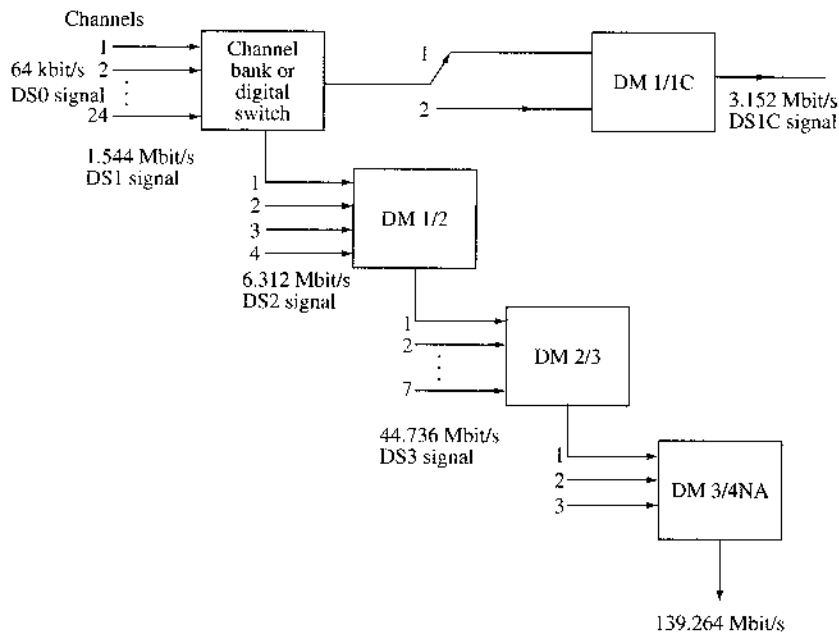 Channels
1
64 kbit/s 2
DS0 signal
24
Channel
bank or
digital
switch
1
2
DM 1/1C
3.152 Mbit/s
DS1C signal
1.544 Mbit/s
DS1 signal
1
2
3
4
DM 1/2
6.312 Mbit/s
DS2 signal
1
2
7
DM 2/3
44.736 Mbit/s
DS3 signal
1
2
3
DM 3/4NA
139.264 Mbit/s